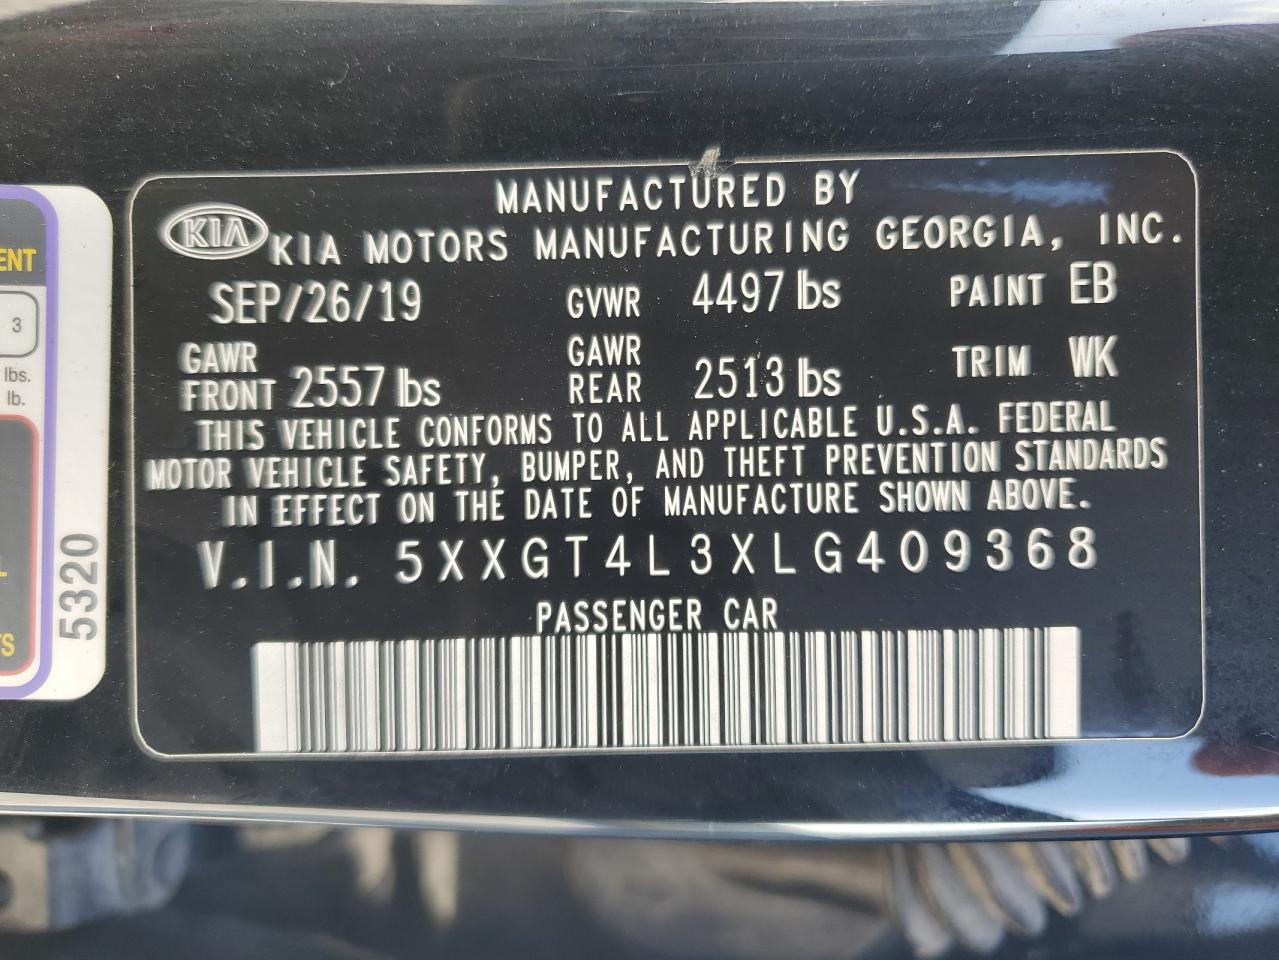 MANUFACTURED BY
KIA KIA MOTORS MANUFACTURING GEORGIA, INC.
SEP/26/19 GVWR 4497 lbs PAINT EB
GAWR FRONT 2557 lbs GAWR REAR 2513 lbs TRIM WK
THIS VEHICLE CONFORMS TO ALL APPLICABLE U.S.A. FEDERAL
MOTOR VEHICLE SAFETY, BUMPER, AND THEFT PREVENTION STANDARDS
IN EFFECT ON THE DATE OF MANUFACTURE SHOWN ABOVE.
V.I.N. 5XXGT4L3XLG409368
PASSENGER CAR
ENT
3
lbs.
lb.
5320